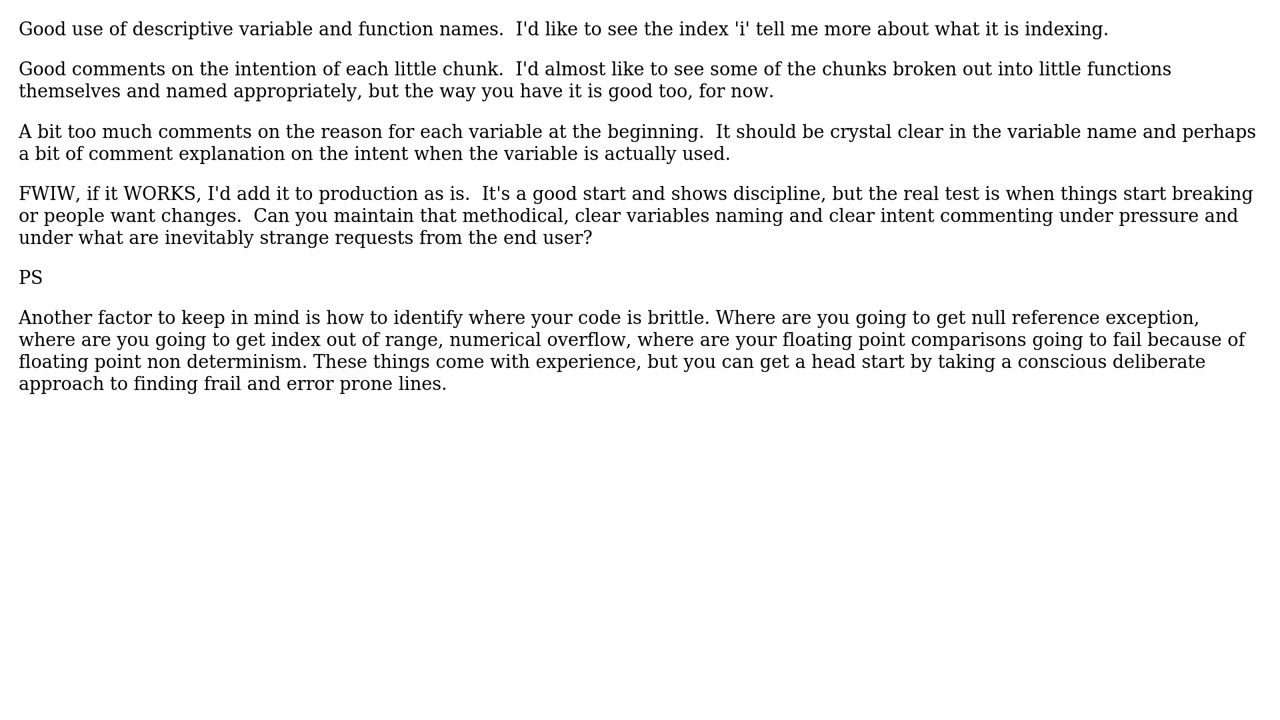 Good use of descriptive variable and function names.  I'd like to see the index 'i' tell me more about what it is indexing.
Good comments on the intention of each little chunk.  I'd almost like to see some of the chunks broken out into little functions
themselves and named appropriately, but the way you have it is good too, for now.
A bit too much comments on the reason for each variable at the beginning.  It should be crystal clear in the variable name and perhaps
a bit of comment explanation on the intent when the variable is actually used.
FWIW, if it WORKS, I'd add it to production as is.  It's a good start and shows discipline, but the real test is when things start breaking
or people want changes.  Can you maintain that methodical, clear variables naming and clear intent commenting under pressure and
under what are inevitably strange requests from the end user?
PS
Another factor to keep in mind is how to identify where your code is brittle. Where are you going to get null reference exception,
where are you going to get index out of range, numerical overflow, where are your floating point comparisons going to fail because of
floating point non determinism. These things come with experience, but you can get a head start by taking a conscious deliberate
approach to finding frail and error prone lines.